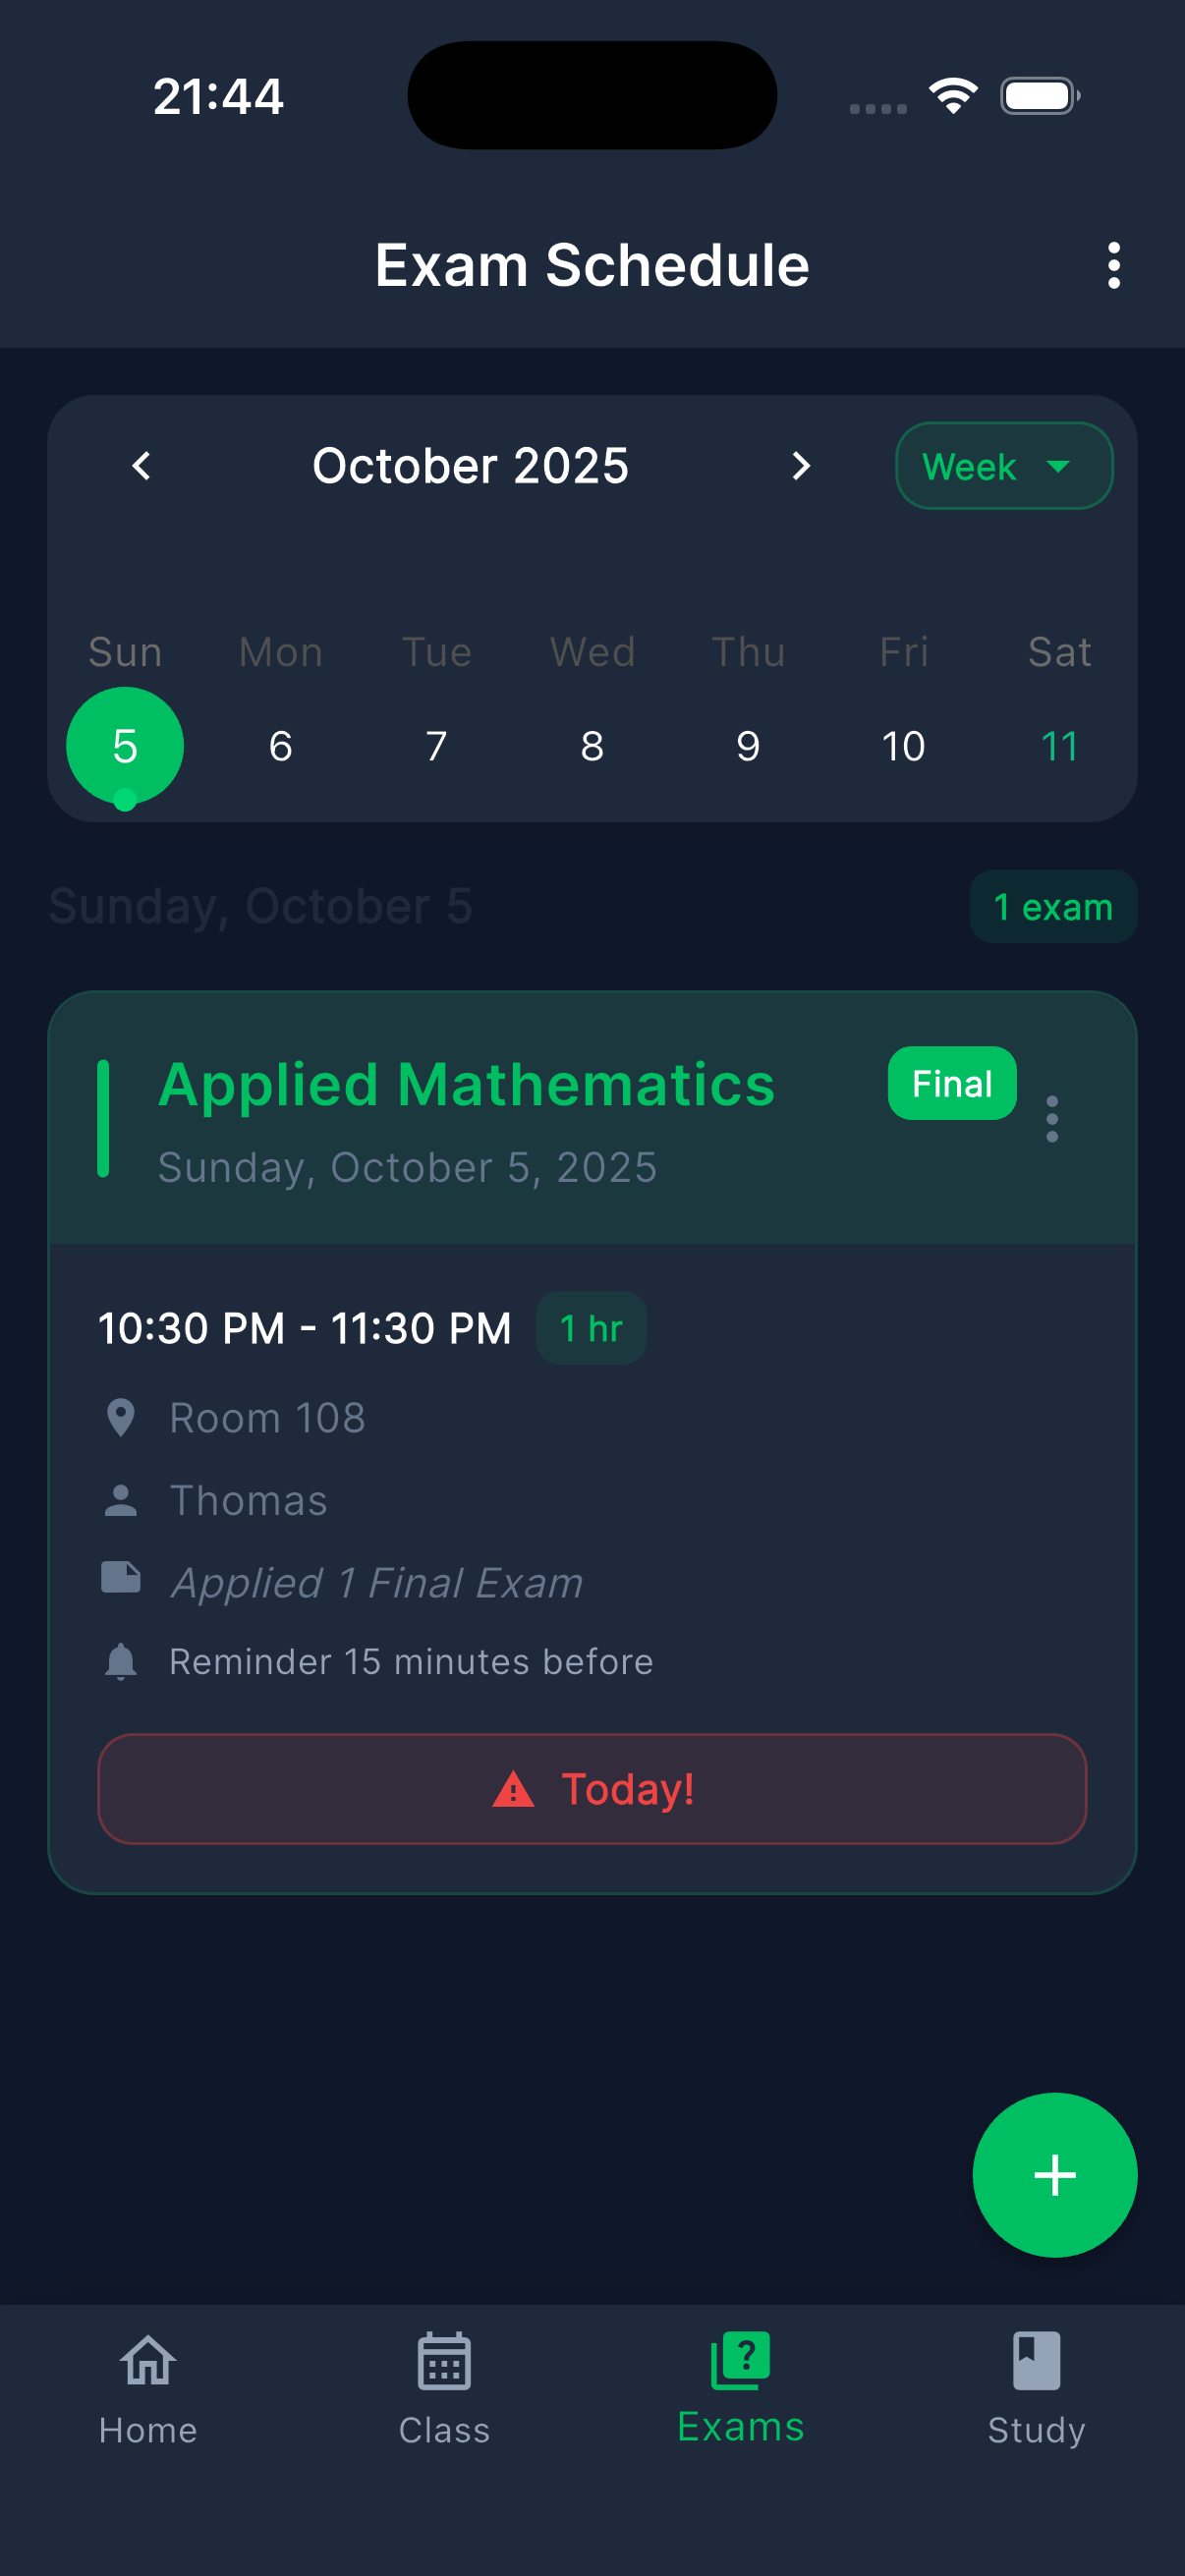 21:44
Exam Schedule
October 2025
Week
Sun Mon Tue Wed Thu Fri Sat
5 6 7 8 9 10 11
Sunday, October 5
1 exam
Applied Mathematics
Final
Sunday, October 5, 2025
10:30 PM - 11:30 PM
1 hr
Room 108
Thomas
Applied 1 Final Exam
Reminder 15 minutes before
Today!
Home Class Exams Study